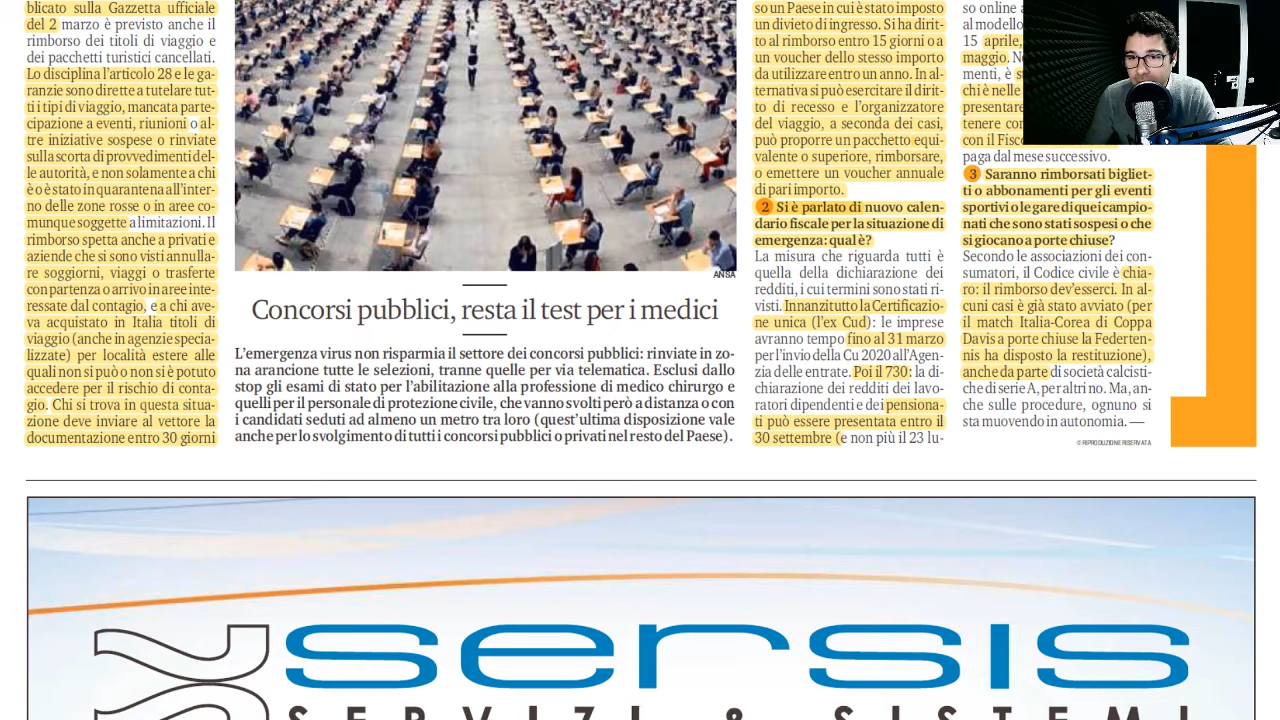 blicato sulla Gazzetta ufficiale
del 2 marzo è previsto anche il
rimborso dei titoli di viaggio e
dei pacchetti turistici cancellati.
Lo disciplina l'articolo 28 e le ga-
ranzie sono dirette a tutelare tut-
ti i tipi di viaggio, mancata parte-
cipazione a eventi, riunioni o al-
tre iniziative sospese o rinviate
sulla scorta di provvedimenti del-
le autorità, e non solamente a chi
è o è stato in quarantena all'inter-
no delle zone rosse o in aree co-
munque soggette a limitazioni. Il
rimborso spetta anche a privati e
aziende che si sono visti annulla-
re soggiorni, viaggi o trasferte
con partenza o arrivo in aree inte-
ressate dal contagio, e a chi ave-
va acquistato in Italia titoli di
viaggio (anche in agenzie specia-
lizzate) per località estere alle
quali non si può o non si è potuto
accedere per il rischio di conta-
gio. Chi si trova in questa situa-
zione deve inviare al vettore la
documentazione entro 30 giorni
ANSA
Concorsi pubblici, resta il test per i medici
L'emergenza virus non risparmia il settore dei concorsi pubblici: rinviate in zo-
na arancione tutte le selezioni, tranne quelle per via telematica. Esclusi dallo
stop gli esami di stato per l'abilitazione alla professione di medico chirurgo e
quelli per il personale di protezione civile, che vanno svolti però a distanza o con
i candidati seduti ad almeno un metro tra loro (quest'ultima disposizione vale
anche per lo svolgimento di tutti i concorsi pubblici o privati nel resto del Paese).
so un Paese in cui è stato imposto
un divieto di ingresso. Si ha dirit-
to al rimborso entro 15 giorni o a
un voucher dello stesso importo
da utilizzare entro un anno. In al-
ternativa si può esercitare il dirit-
to di recesso e l'organizzatore
del viaggio, a seconda dei casi,
può proporre un pacchetto equi-
valente o superiore, rimborsare,
o emettere un voucher annuale
di pari importo.
2 Si è parlato di nuovo calen-
dario fiscale per la situazione di
emergenza: qual è?
La misura che riguarda tutti è
quella della dichiarazione dei
redditi, i cui termini sono stati ri-
visti. Innanzitutto la Certificazio-
ne unica (l'ex Cud): le imprese
avranno tempo fino al 31 marzo
per l'invio della Cu 2020 all'Agen-
zia delle entrate. Poi il 730: la di-
chiarazione dei redditi dei lavo-
ratori dipendenti e dei pensiona-
ti può essere presentata entro il
30 settembre (e non più il 23 lu-
so online
al modello
15 aprile,
maggio.
menti, è
chi è nelle
presentare
tenere con
con il Fisco
paga dal mese successivo.
3 Saranno rimborsati bigliet-
ti o abbonamenti per gli eventi
sportivi o le gare di quei campio-
nati che sono stati sospesi o che
si giocano a porte chiuse?
Secondo le associazioni dei con-
sumatori, il Codice civile è chia-
ro: il rimborso dev'esserci. In al-
cuni casi è già stato avviato (per
il match Italia-Corea di Coppa
Davis a porte chiuse la Federten-
nis ha disposto la restituzione),
anche da parte di società calcisti-
che di serie A, per altri no. Ma, an-
che sulle procedure, ognuno si
sta muovendo in autonomia. —
© RIPRODUZIONE RISERVATA
sersis
SERVIZI & SISTEMI